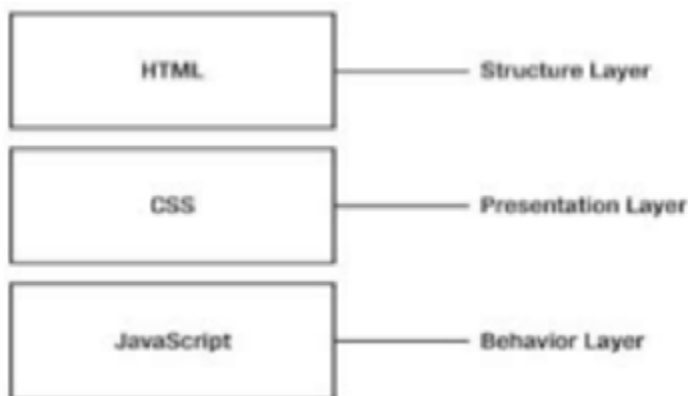 HTML
Structure Layer
CSS
Presentation Layer
JavaScript
Behavior Layer